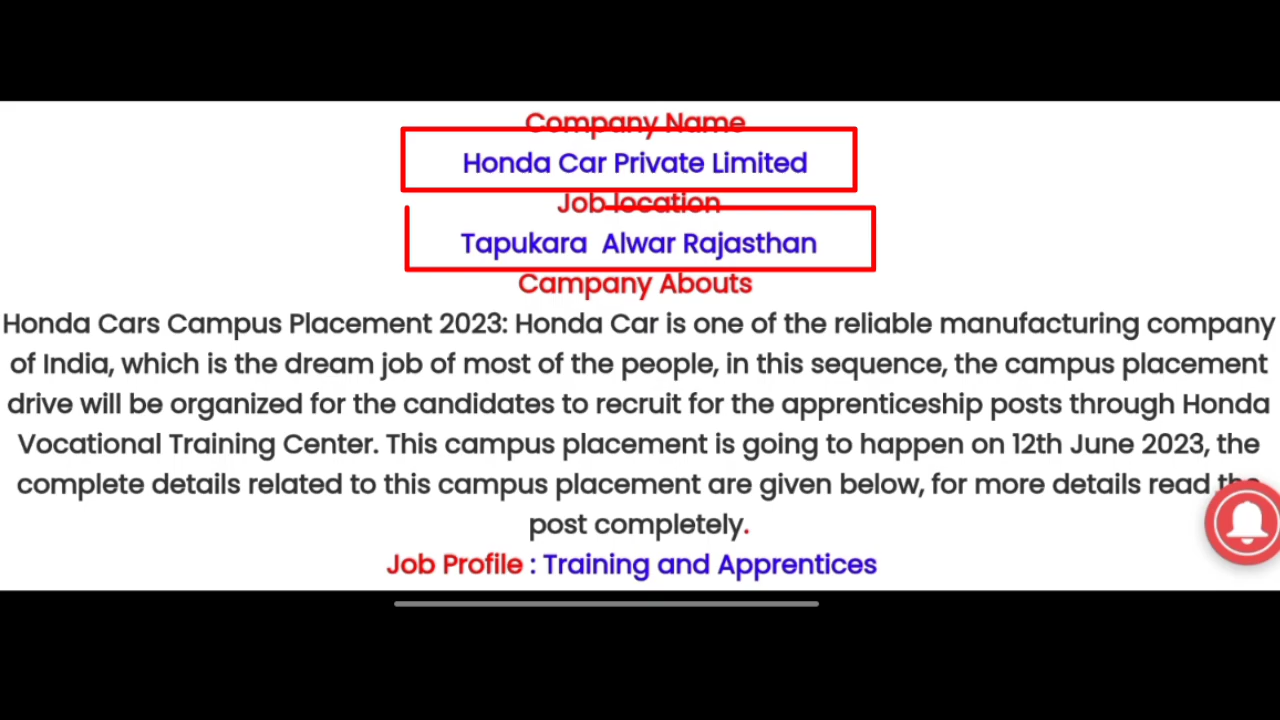 Company Name
Honda Car Private Limited
Job location
Tapukara Alwar Rajasthan
Campany Abouts
Honda Cars Campus Placement 2023: Honda Car is one of the reliable manufacturing company
of India, which is the dream job of most of the people, in this sequence, the campus placement
drive will be organized for the candidates to recruit for the apprenticeship posts through Honda
Vocational Training Center. This campus placement is going to happen on 12th June 2023, the
complete details related to this campus placement are given below, for more details read the
post completely.
Job Profile : Training and Apprentices